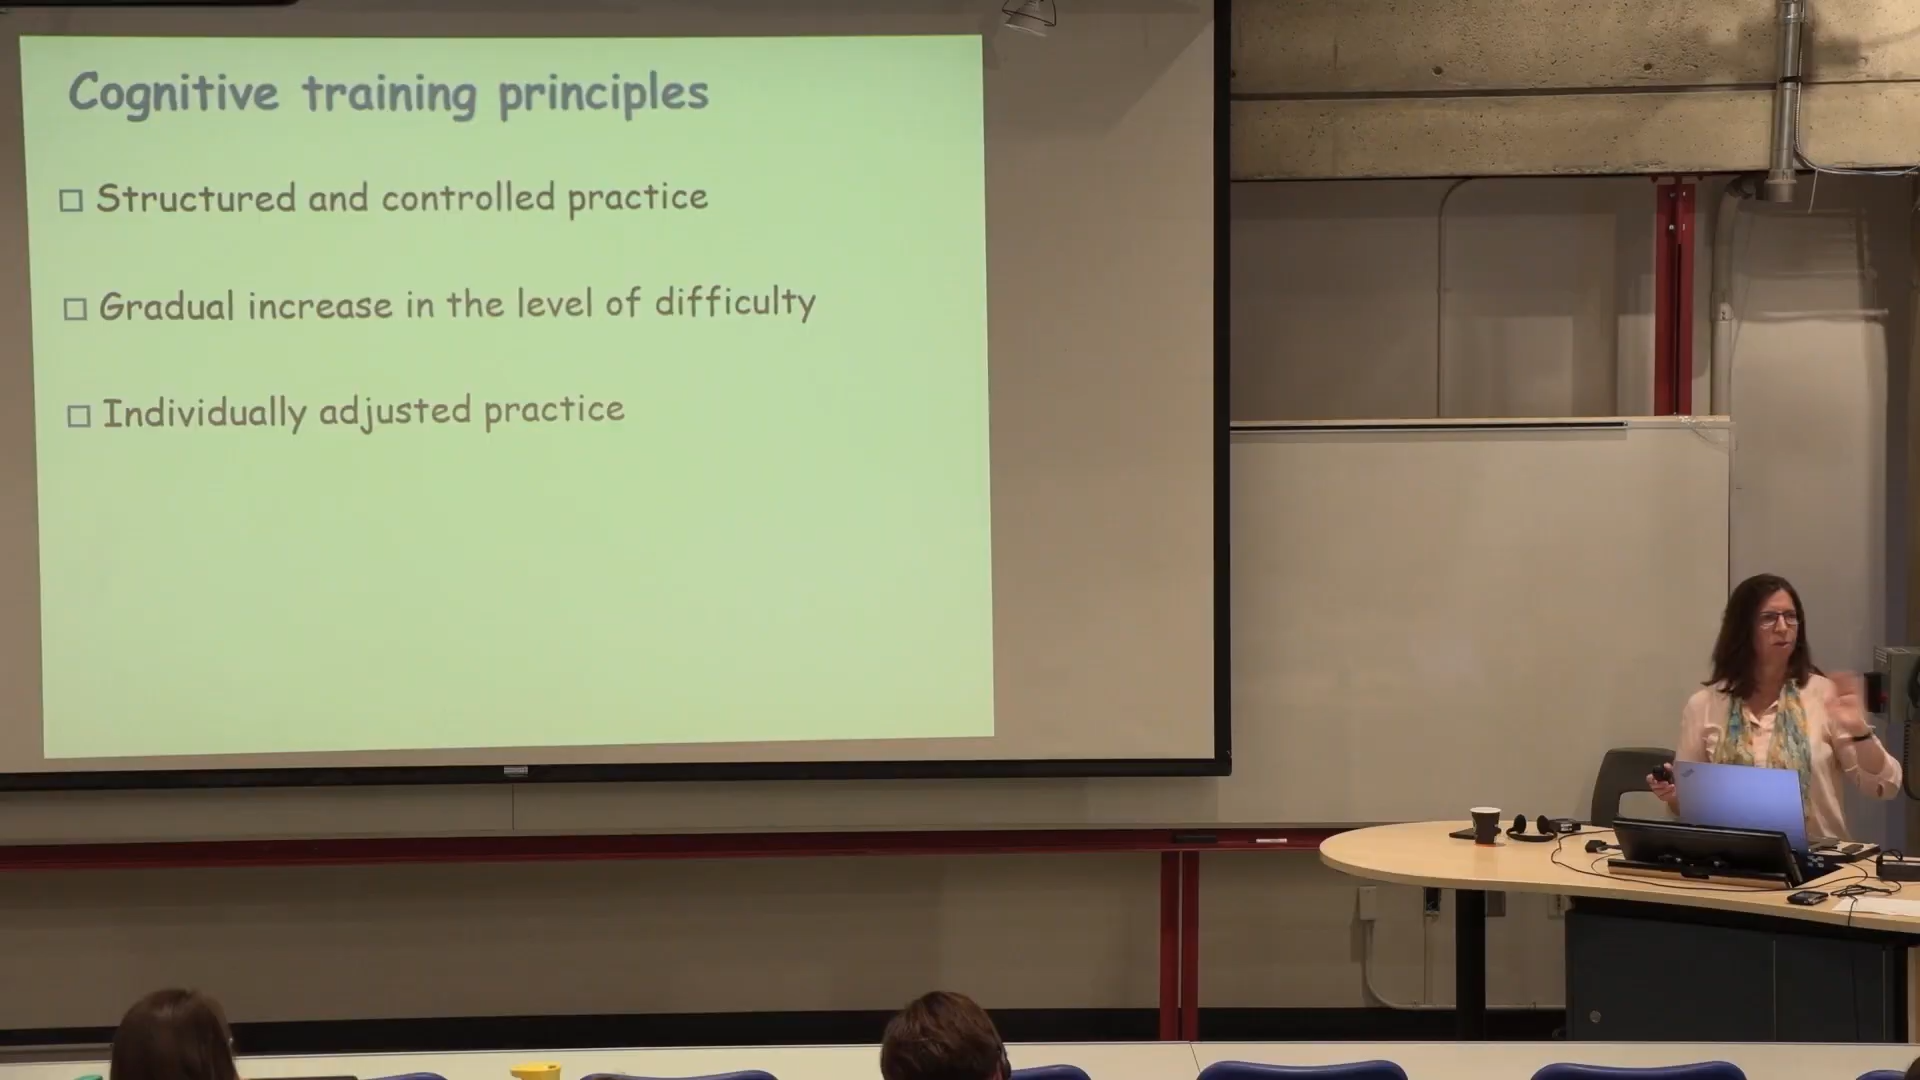 Cognitive training principles
Structured and controlled practice
Gradual increase in the level of difficulty
Individually adjusted practice